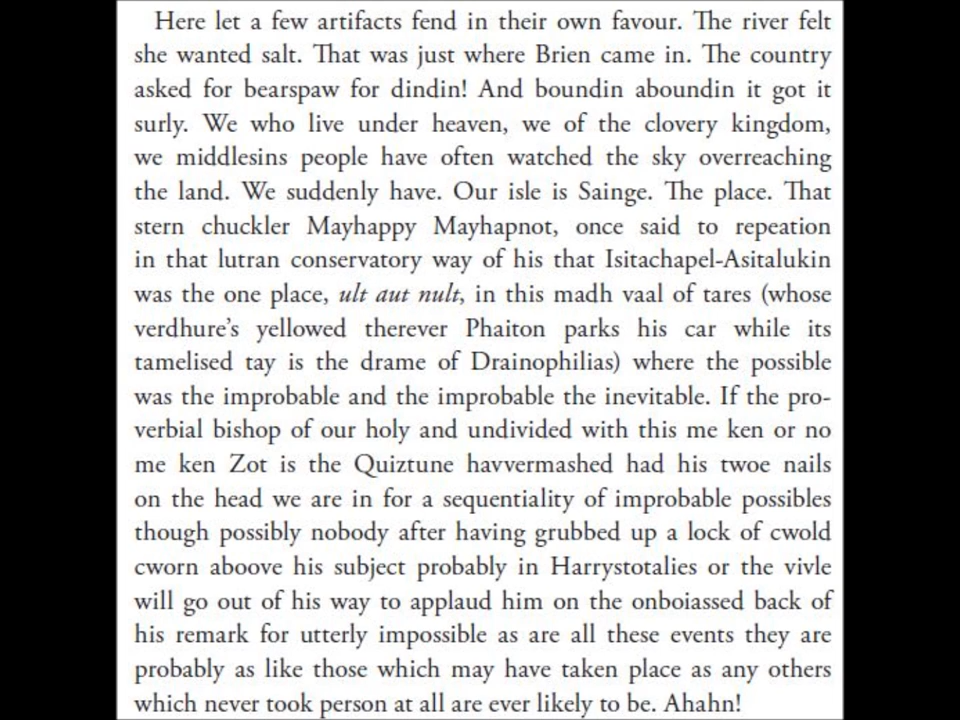 Here let a few artifacts fend in their own favour. The river felt
she wanted salt. That was just where Brien came in. The country
asked for bearspaw for dindin! And boundin aboundin it got it
surly. We who live under heaven, we of the clovery kingdom,
we middlesins people have often watched the sky overreaching
the land. We suddenly have. Our isle is Sainge. The place. That
stern chuckler Mayhappy Mayhapnot, once said to repeation
in that lutran conservatory way of his that Isitachapel-Asitalukin
was the one place, ult aut nult, in this madh vaal of tares (whose
verdhure's yellowed therever Phaiton parks his car while its
tamelised tay is the drame of Drainophilias) where the possible
was the improbable and the improbable the inevitable. If the pro-
verbial bishop of our holy and undivided with this me ken or no
me ken Zot is the Quiztune havvermashed had his twoe nails
on the head we are in for a sequentiality of improbable possibles
though possibly nobody after having grubbed up a lock of cwold
cworn aboove his subject probably in Harrystotalies or the vivle
will go out of his way to applaud him on the onboiassed back of
his remark for utterly impossible as are all these events they are
probably as like those which may have taken place as any others
which never took person at all are ever likely to be. Ahahn!